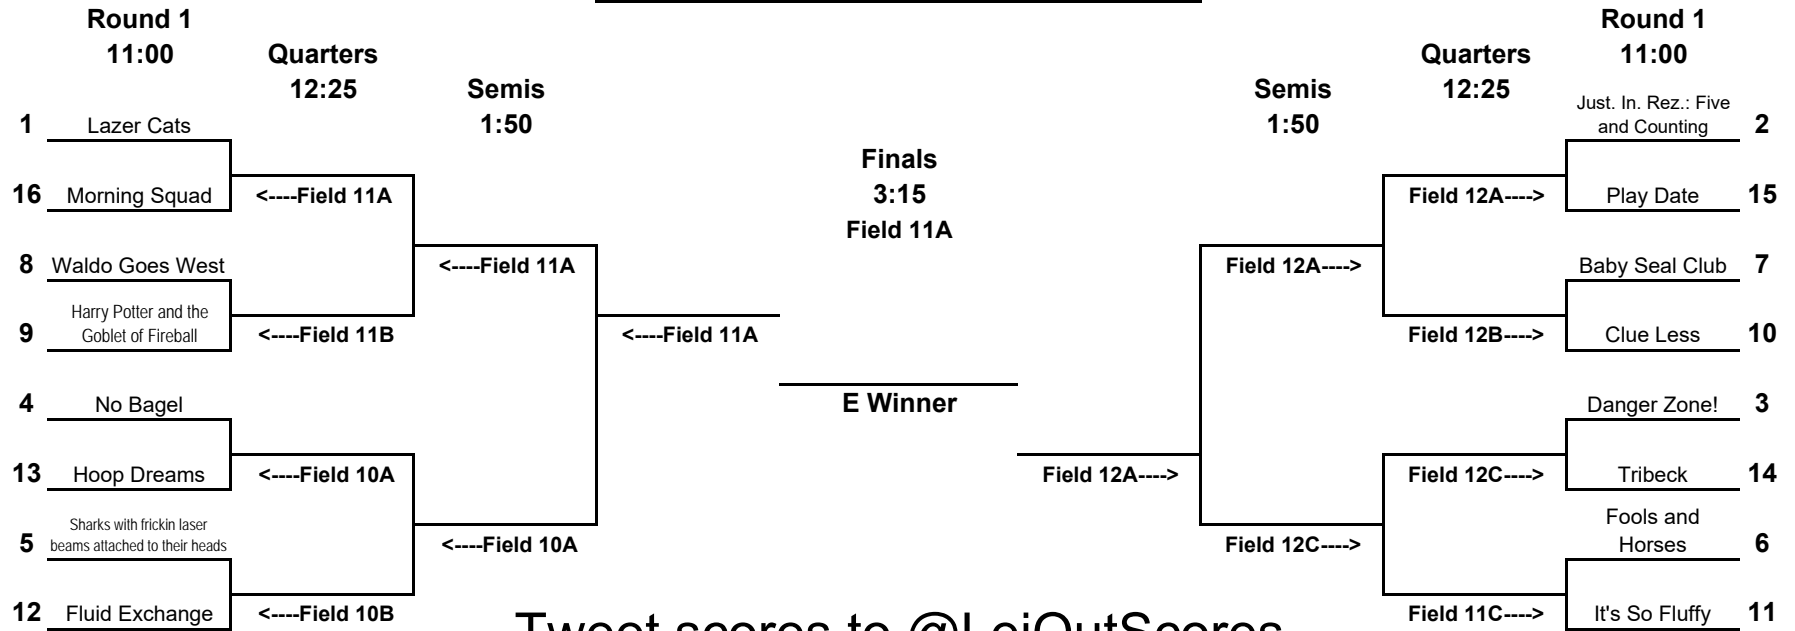 Round 1
11:00
Quarters
12:25
Semis
1:50
Finals
3:15
Field 11A
Semis
1:50
Quarters
12:25
Round 1
11:00
1 Lazer Cats
16 Morning Squad
<----Field 11A
8 Waldo Goes West
<----Field 11A
Harry Potter and the
9 Goblet of Fireball
<----Field 11B
<----Field 11A
4 No Bagel
13 Hoop Dreams
<----Field 10A
Sharks with frickin laser
5 beams attached to their heads
<----Field 10A
12 Fluid Exchange
<----Field 10B
E Winner
Just. In. Rez.: Five
and Counting 2
Field 12A---->
Play Date 15
Field 12A---->
Baby Seal Club 7
Field 12B---->
Clue Less 10
Danger Zone! 3
Field 12A---->
Field 12C---->
Tribeck 14
Fools and
Horses 6
Field 12C---->
Field 11C---->
It's So Fluffy 11
Tweet scores to @LeiOutScores